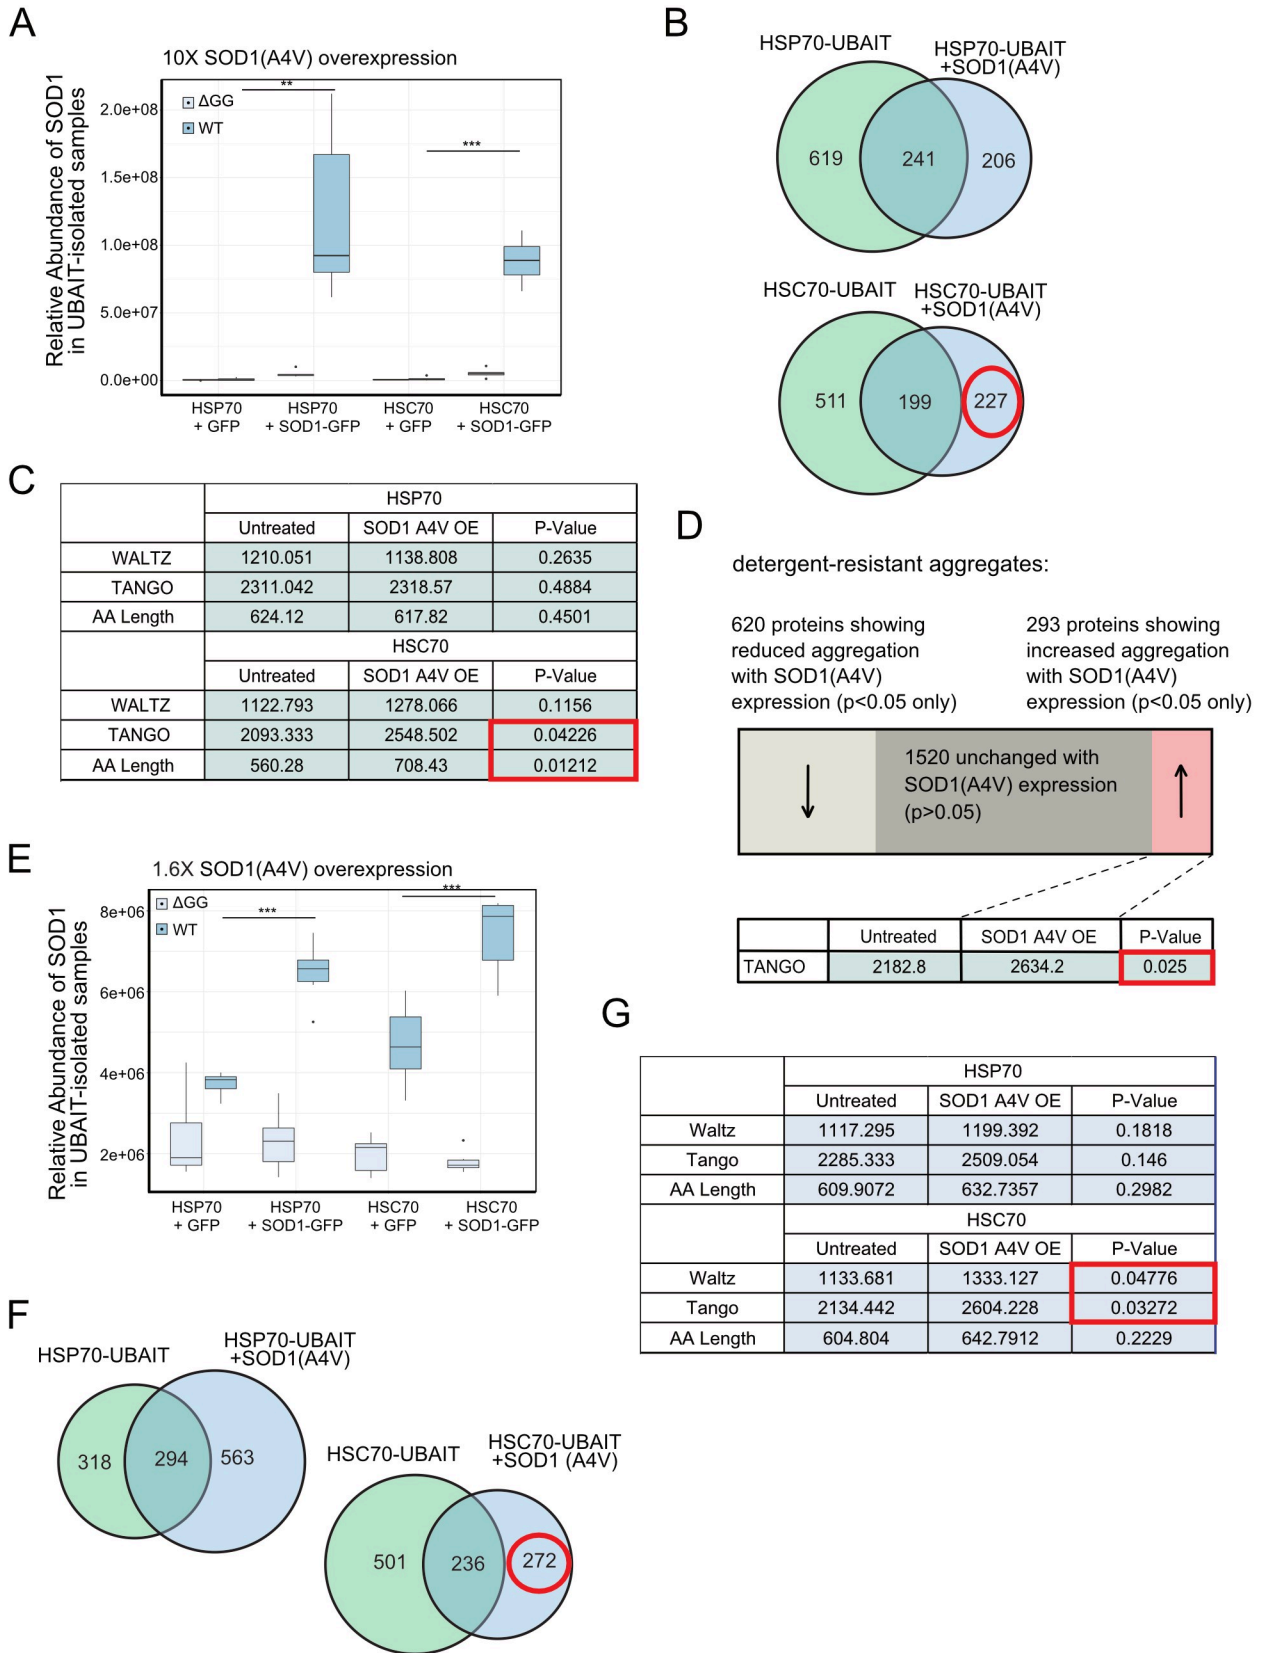 A
10X SOD1(A4V) overexpression
Relative Abundance of SOD1
in UBAIT-isolated samples
ΔGG
WT
**
***
2.0e+08
1.5e+08
1.0e+08
5.0e+07
0.0e+00
HSP70
+ GFP
HSP70
+ SOD1-GFP
HSC70
+ GFP
HSC70
+ SOD1-GFP
B
HSP70-UBAIT
HSP70-UBAIT
+SOD1(A4V)
619
241
206
HSC70-UBAIT
HSC70-UBAIT
+SOD1(A4V)
511
199
227
C
HSP70
Untreated SOD1 A4V OE P-Value
WALTZ 1210.051 1138.808 0.2635
TANGO 2311.042 2318.57 0.4884
AA Length 624.12 617.82 0.4501
HSC70
Untreated SOD1 A4V OE P-Value
WALTZ 1122.793 1278.066 0.1156
TANGO 2093.333 2548.502 0.04226
AA Length 560.28 708.43 0.01212
D
detergent-resistant aggregates:
620 proteins showing
reduced aggregation
with SOD1(A4V)
expression (p<0.05 only)
293 proteins showing
increased aggregation
with SOD1(A4V)
expression (p<0.05 only)
1520 unchanged with
SOD1(A4V) expression
(p>0.05)
Untreated SOD1 A4V OE P-Value
TANGO 2182.8 2634.2 0.025
E
1.6X SOD1(A4V) overexpression
Relative Abundance of SOD1
in UBAIT-isolated samples
ΔGG
WT
***
***
8e+06
6e+06
4e+06
2e+06
HSP70
+ GFP
HSP70
+ SOD1-GFP
HSC70
+ GFP
HSC70
+ SOD1-GFP
G
HSP70
Untreated SOD1 A4V OE P-Value
Waltz 1117.295 1199.392 0.1818
Tango 2285.333 2509.054 0.146
AA Length 609.9072 632.7357 0.2982
HSC70
Untreated SOD1 A4V OE P-Value
Waltz 1133.681 1333.127 0.04776
Tango 2134.442 2604.228 0.03272
AA Length 604.804 642.7912 0.2229
F
HSP70-UBAIT
HSP70-UBAIT
+SOD1(A4V)
318
294
563
HSC70-UBAIT
HSC70-UBAIT
+SOD1 (A4V)
501
236
272